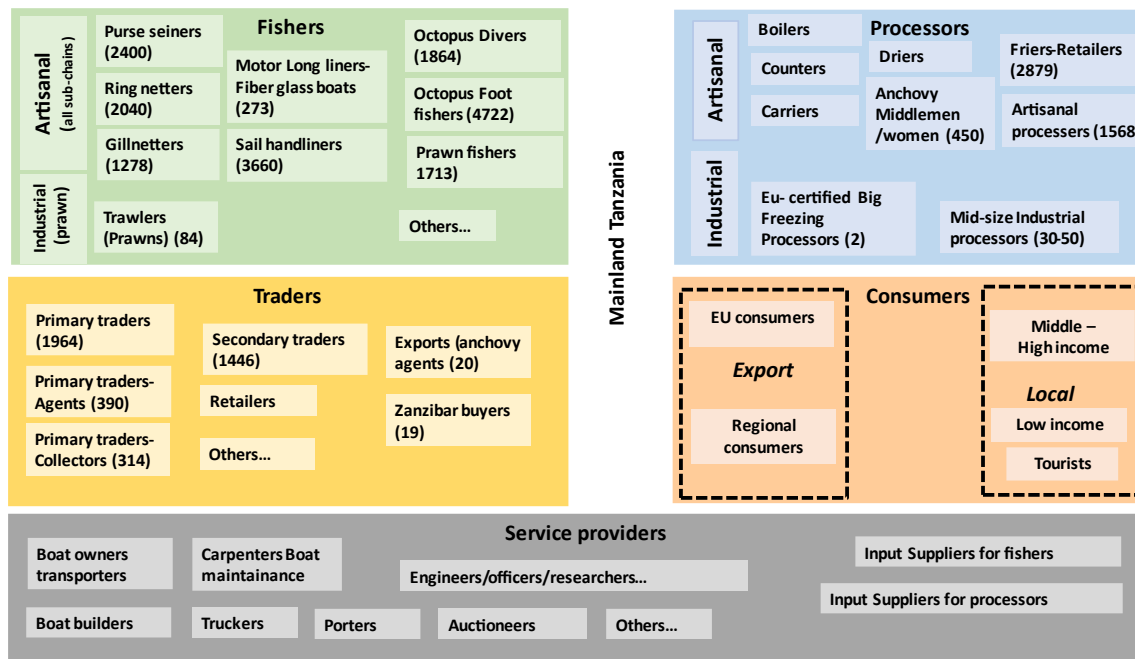 Fishers
Artisanal
(all sub-chains)
Purse seiners
(2400)
Ring netters
(2040)
Gillnetters
(1278)
Motor Long liners-
Fiber glass boats
(273)
Sail handliners
(3660)
Octopus Divers
(1864)
Octopus Foot
fishers (4722)
Prawn fishers
1713)
Industrial
(prawn)
Trawlers
(Prawns) (84)
Others...
Mainland Tanzania
Processors
Artisanal
Boilers
Counters
Carriers
Driers
Anchovy
Middlemen
/women (450)
Friers-Retailers
(2879)
Artisanal
processers (1568)
Industrial
Eu- certified Big
Freezing
Processors (2)
Mid-size Industrial
processors (30-50)
Traders
Primary traders
(1964)
Primary traders-
Agents (390)
Primary traders-
Collectors (314)
Secondary traders
(1446)
Retailers
Others...
Exports (anchovy
agents (20)
Zanzibar buyers
(19)
Consumers
EU consumers
Export
Regional
consumers
Middle –
High income
Local
Low income
Tourists
Service providers
Boat owners
transporters
Carpenters Boat
maintainance
Engineers/officers/researchers...
Input Suppliers for fishers
Input Suppliers for processors
Boat builders
Truckers
Porters
Auctioneers
Others...